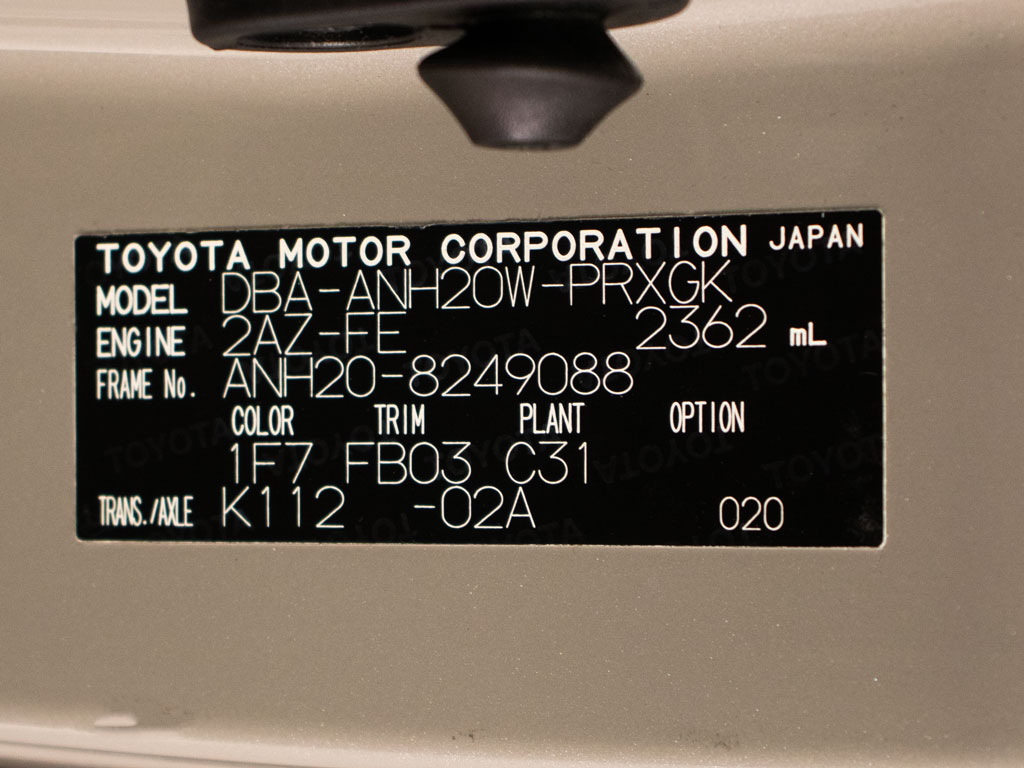 TOYOTA MOTOR CORPORATION JAPAN
MODEL DBA-ANH20W-PRXGK
ENGINE 2AZ-FE 2362 mL
FRAME No. ANH20-8249088
COLOR TRIM PLANT OPTION
1F7 FB03 C31
TRANS./AXLE K112 -02A 020